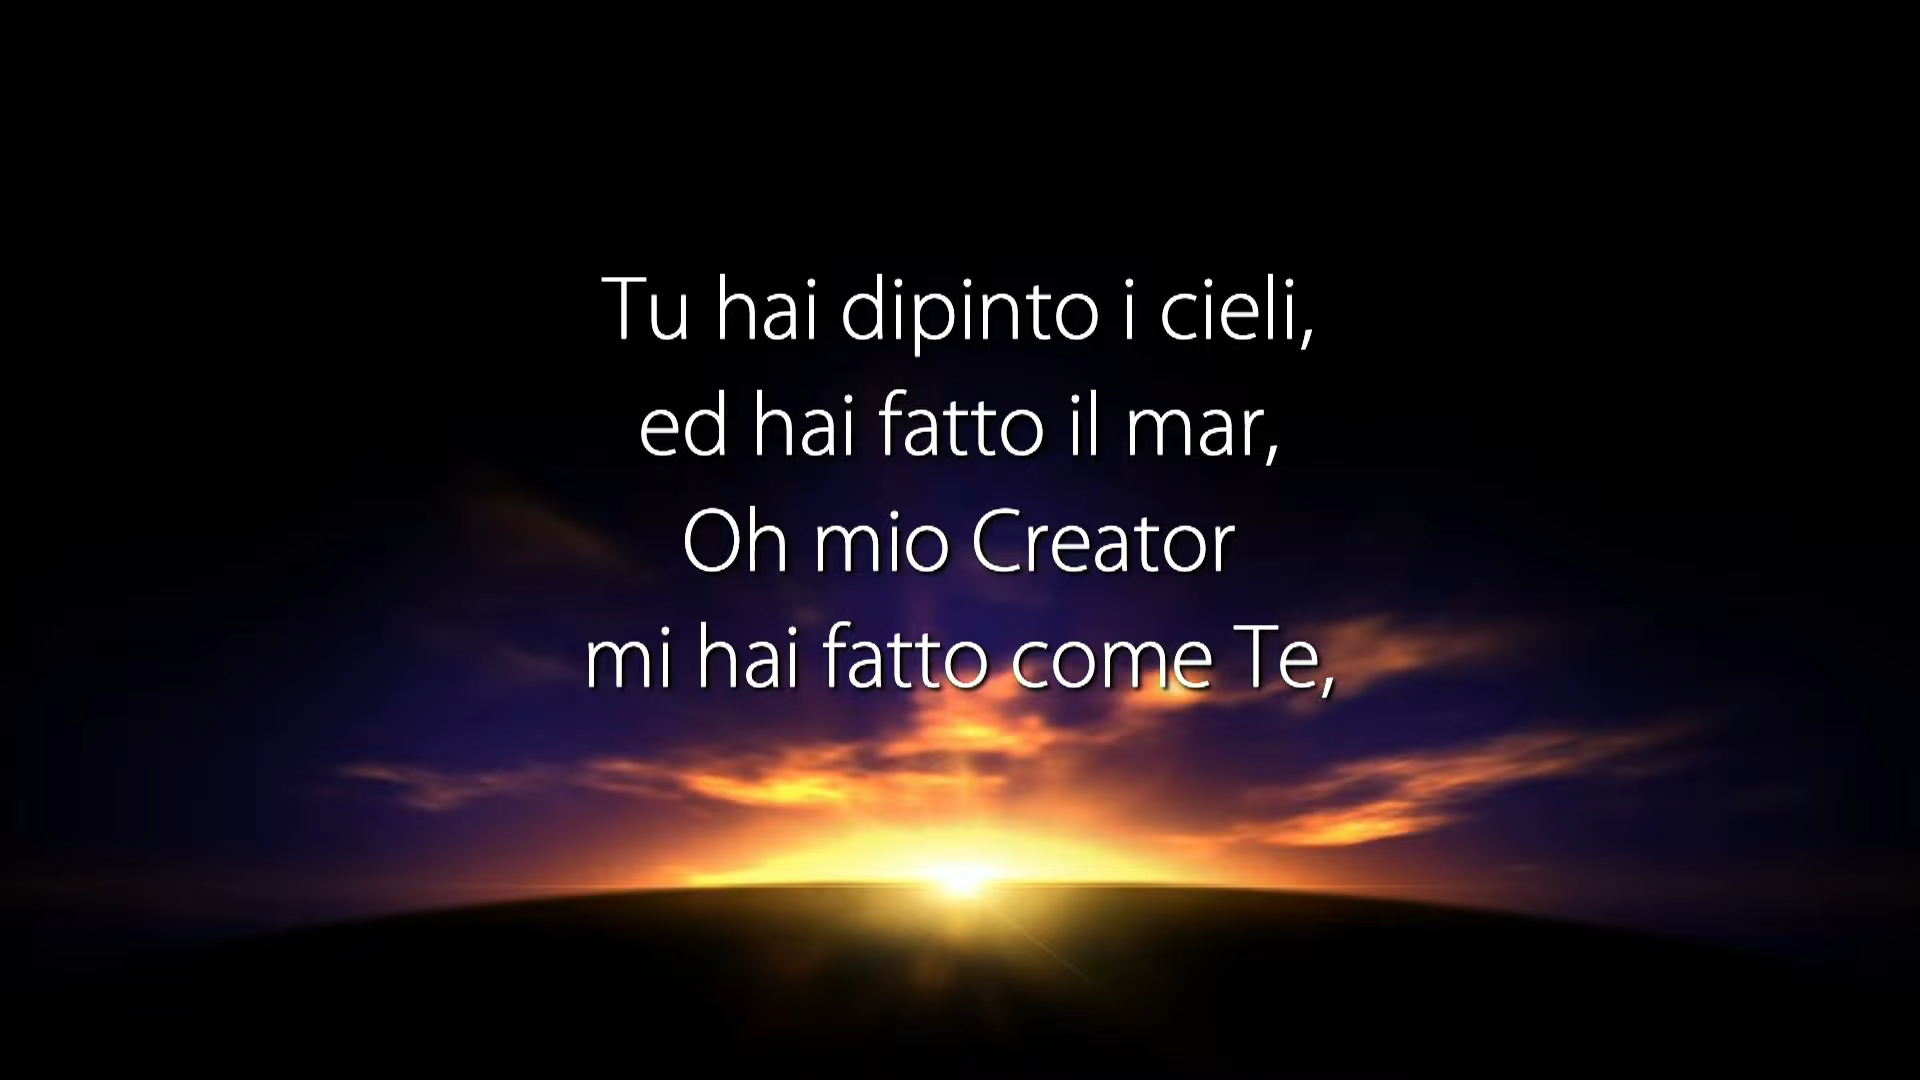 Tu hai dipinto i cieli,
ed hai fatto il mar,
Oh mio Creator
mi hai fatto come Te,